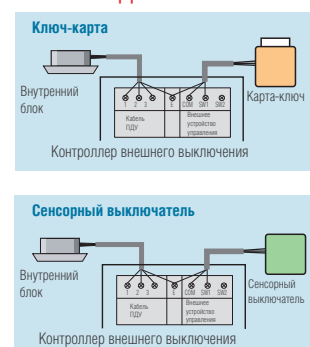 Ключ-карта
Внутренний
блок
Карта-ключ
1 2 3 E COM SW1 SW2
Кабель
ПДУ
Внешнее
устройство
управления
Контроллер внешнего выключения
Сенсорный выключатель
Внутренний
блок
Сенсорный
выключатель
1 2 3 E COM SW1 SW2
Кабель
ПДУ
Внешнее
устройство
управления
Контроллер внешнего выключения